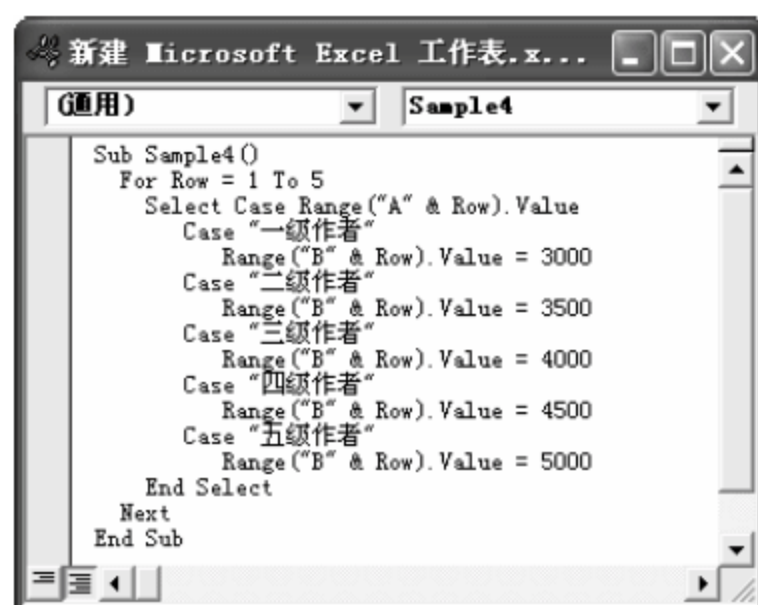 新建 Microsoft Excel 工作表.x...
(通用)
Sample4
Sub Sample4()
For Row = 1 To 5
Select Case Range("A" & Row).Value
Case "一级作者"
Range("B" & Row).Value = 3000
Case "二级作者"
Range("B" & Row).Value = 3500
Case "三级作者"
Range("B" & Row).Value = 4000
Case "四级作者"
Range("B" & Row).Value = 4500
Case "五级作者"
Range("B" & Row).Value = 5000
End Select
Next
End Sub